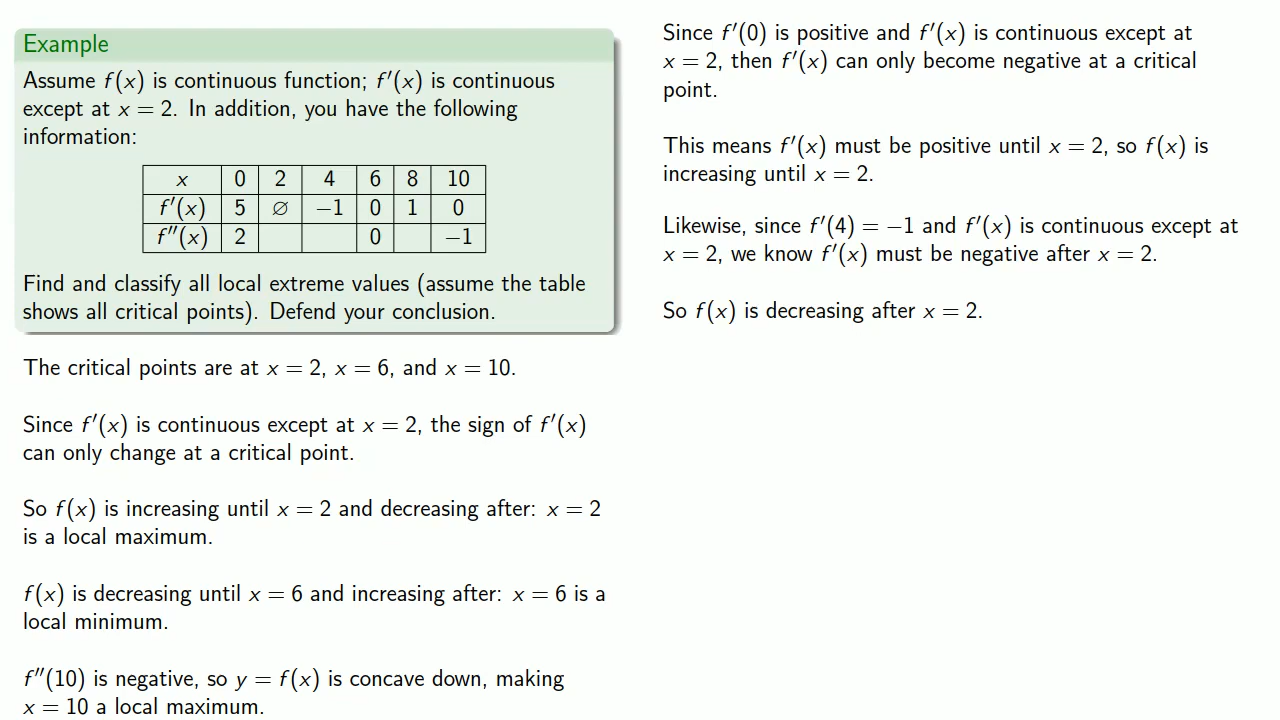 Example
Assume f(x) is continuous function; f′(x) is continuous
except at x = 2. In addition, you have the following
information:
x 0 2 4 6 8 10
f′(x) 5 ∅ −1 0 1 0
f″(x) 2 0 −1
Find and classify all local extreme values (assume the table
shows all critical points). Defend your conclusion.
The critical points are at x = 2, x = 6, and x = 10.
Since f′(x) is continuous except at x = 2, the sign of f′(x)
can only change at a critical point.
So f(x) is increasing until x = 2 and decreasing after: x = 2
is a local maximum.
f(x) is decreasing until x = 6 and increasing after: x = 6 is a
local minimum.
f″(10) is negative, so y = f(x) is concave down, making
x = 10 a local maximum.
Since f′(0) is positive and f′(x) is continuous except at
x = 2, then f′(x) can only become negative at a critical
point.
This means f′(x) must be positive until x = 2, so f(x) is
increasing until x = 2.
Likewise, since f′(4) = −1 and f′(x) is continuous except at
x = 2, we know f′(x) must be negative after x = 2.
So f(x) is decreasing after x = 2.